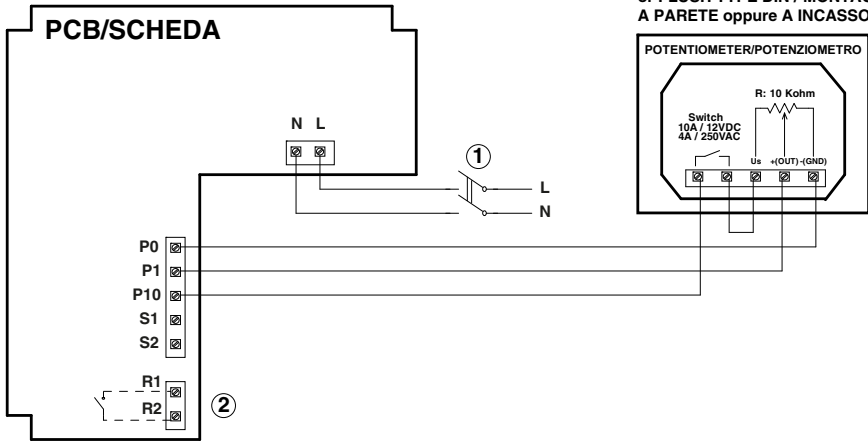 A PARETE oppure A INCASSO
PCB/SCHEDA
POTENTIOMETER/POTENZIOMETRO
R: 10 Kohm
Switch
10A / 12VDC
4A / 250VAC
Us +(OUT) -(GND)
N L
1
L
N
P0
P1
P10
S1
S2
R1
R2
2